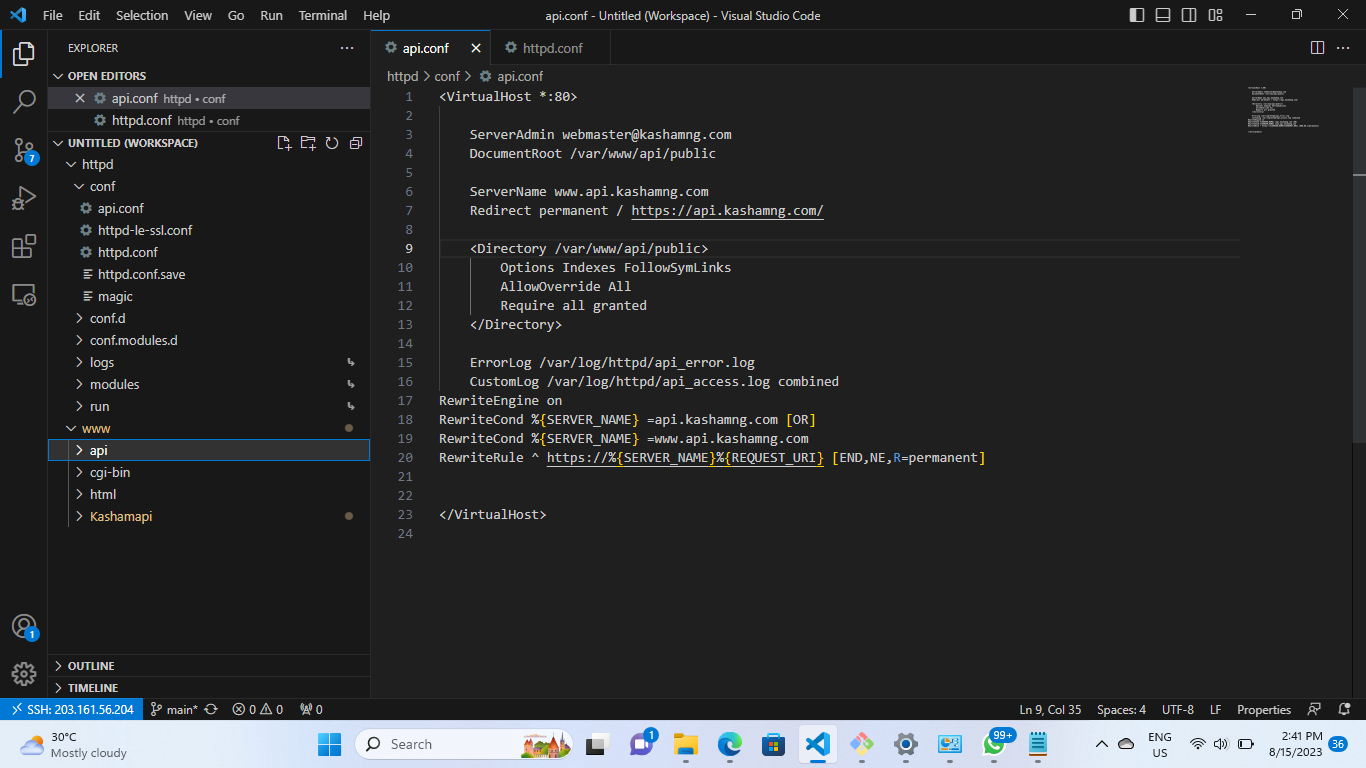 File Edit Selection View Go Run Terminal Help
api.conf - Untitled (Workspace) - Visual Studio Code
EXPLORER
OPEN EDITORS
api.conf httpd • conf
httpd.conf httpd • conf
UNTITLED (WORKSPACE)
httpd
conf
api.conf
httpd-le-ssl.conf
httpd.conf
httpd.conf.save
magic
conf.d
conf.modules.d
logs
modules
run
www
api
cgi-bin
html
Kashamapi
OUTLINE
TIMELINE
7
1
api.conf
httpd.conf
httpd > conf > api.conf
1 <VirtualHost *:80>
2
3 ServerAdmin webmaster@kashamng.com
4 DocumentRoot /var/www/api/public
5
6 ServerName www.api.kashamng.com
7 Redirect permanent / https://api.kashamng.com/
8
9 <Directory /var/www/api/public>
10 Options Indexes FollowSymLinks
11 AllowOverride All
12 Require all granted
13 </Directory>
14
15 ErrorLog /var/log/httpd/api_error.log
16 CustomLog /var/log/httpd/api_access.log combined
17 RewriteEngine on
18 RewriteCond %{SERVER_NAME} =api.kashamng.com [OR]
19 RewriteCond %{SERVER_NAME} =www.api.kashamng.com
20 RewriteRule ^ https://%{SERVER_NAME}%{REQUEST_URI} [END,NE,R=permanent]
21
22
23 </VirtualHost>
24
SSH: 203.161.56.204 main* 0 0 0
Ln 9, Col 35 Spaces: 4 UTF-8 LF Properties
30°C
Mostly cloudy
Search
1
99+
ENG
US
2:41 PM
8/15/2023
36